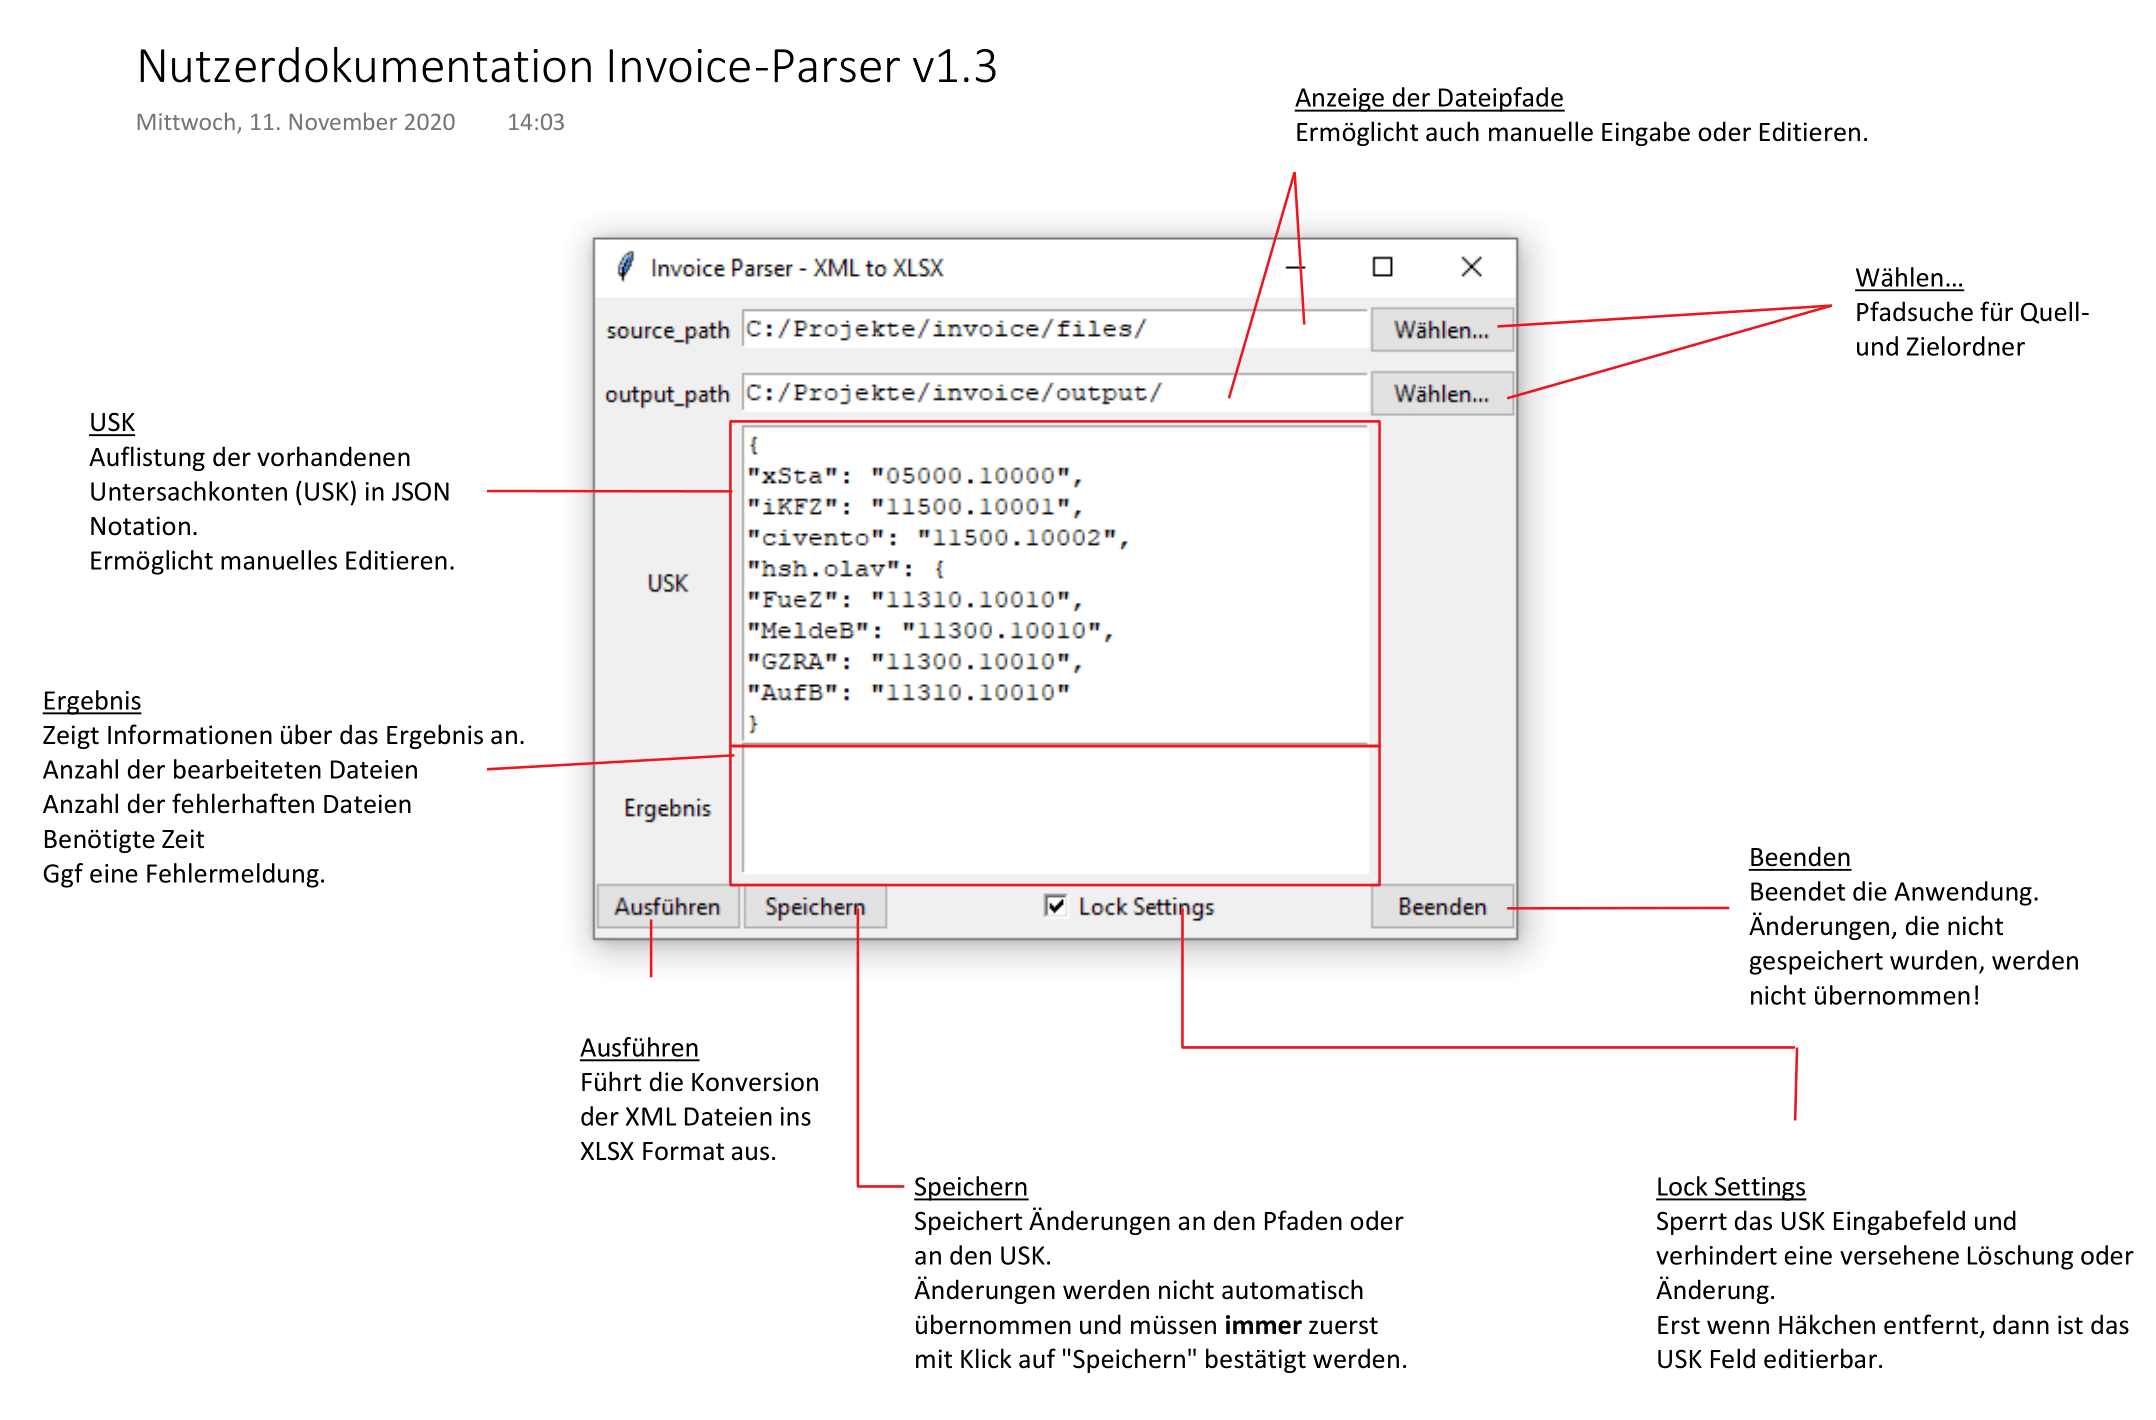 Nutzerdokumentation Invoice-Parser v1.3
Mittwoch, 11. November 2020 14:03
Anzeige der Dateipfade
Ermöglicht auch manuelle Eingabe oder Editieren.
Wählen...
Pfadsuche für Quell-
und Zielordner
USK
Auflistung der vorhandenen
Untersachkonten (USK) in JSON
Notation.
Ermöglicht manuelles Editieren.
Ergebnis
Zeigt Informationen über das Ergebnis an.
Anzahl der bearbeiteten Dateien
Anzahl der fehlerhaften Dateien
Benötigte Zeit
Ggf eine Fehlermeldung.
Invoice Parser - XML to XLSX
source_path C:/Projekte/invoice/files/ Wählen...
output_path C:/Projekte/invoice/output/ Wählen...
USK
{
"xSta": "05000.10000",
"iKFZ": "11500.10001",
"civento": "11500.10002",
"hsh.olav": {
"FueZ": "11310.10010",
"MeldeB": "11300.10010",
"GZRA": "11300.10010",
"AufB": "11310.10010"
}
Ergebnis
Ausführen Speichern Lock Settings Beenden
Beenden
Beendet die Anwendung.
Änderungen, die nicht
gespeichert wurden, werden
nicht übernommen!
Ausführen
Führt die Konversion
der XML Dateien ins
XLSX Format aus.
Speichern
Speichert Änderungen an den Pfaden oder
an den USK.
Änderungen werden nicht automatisch
übernommen und müssen immer zuerst
mit Klick auf "Speichern" bestätigt werden.
Lock Settings
Sperrt das USK Eingabefeld und
verhindert eine versehene Löschung oder
Änderung.
Erst wenn Häkchen entfernt, dann ist das
USK Feld editierbar.